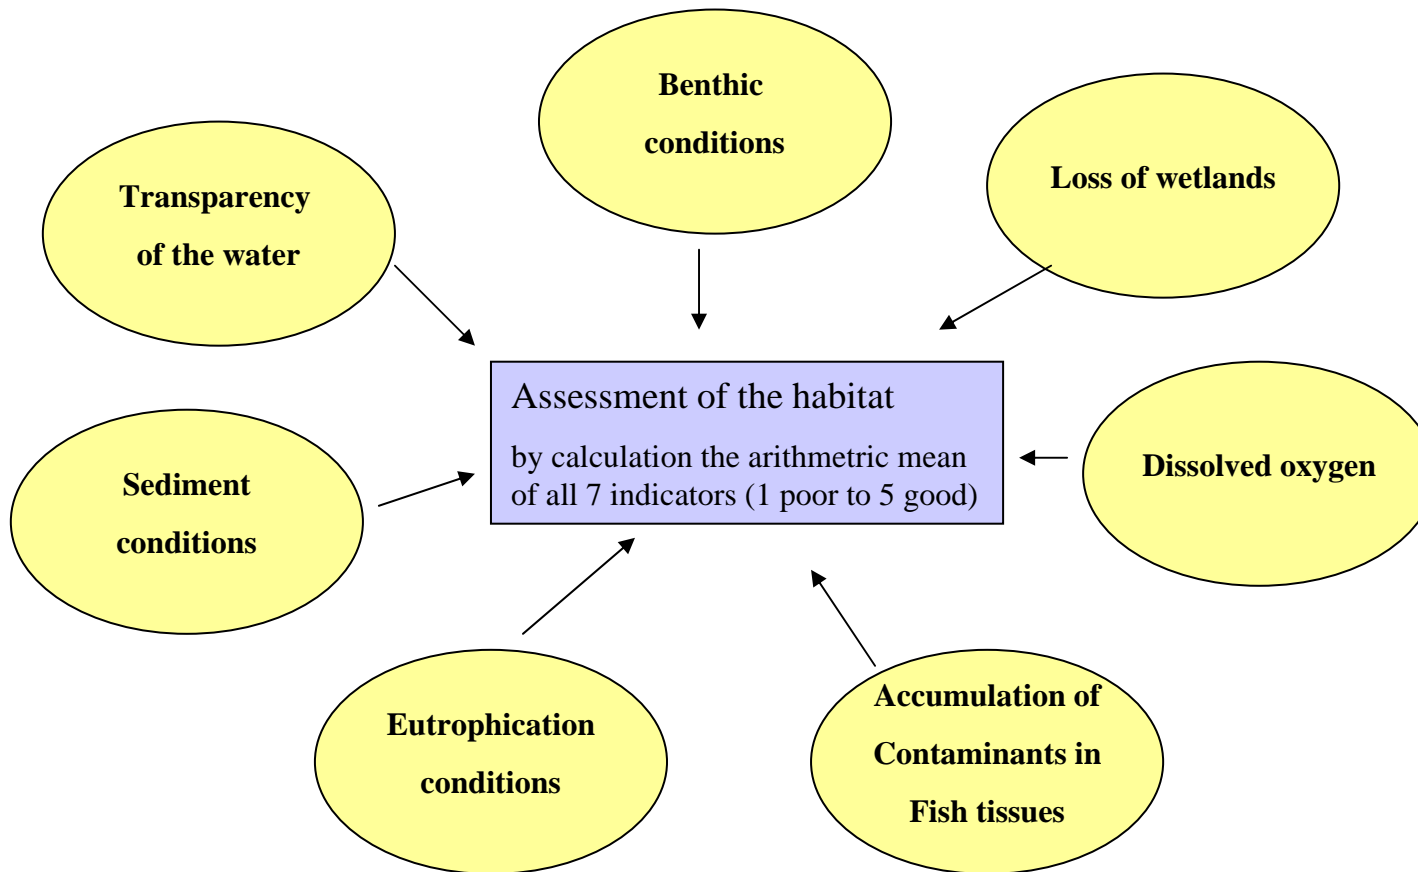 Benthic
conditions
Loss of wetlands
Transparency
of the water
Assessment of the habitat
by calculation the arithmetric mean
of all 7 indicators (1 poor to 5 good)
Dissolved oxygen
Sediment
conditions
Eutrophication
conditions
Accumulation of
Contaminants in
Fish tissues